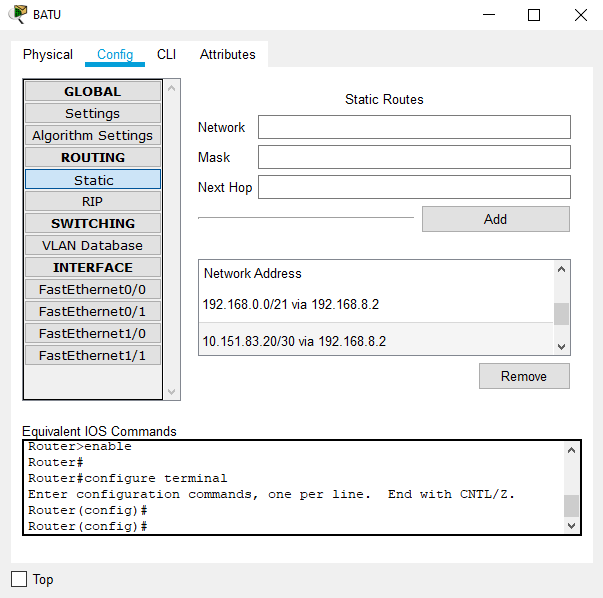 BATU
Physical Config CLI Attributes
GLOBAL
Settings
Algorithm Settings
ROUTING
Static
RIP
SWITCHING
VLAN Database
INTERFACE
FastEthernet0/0
FastEthernet0/1
FastEthernet1/0
FastEthernet1/1
Static Routes
Network
Mask
Next Hop
Add
Network Address
192.168.0.0/21 via 192.168.8.2
10.151.83.20/30 via 192.168.8.2
Remove
Equivalent IOS Commands
Router>enable
Router#
Router#configure terminal
Enter configuration commands, one per line.  End with CNTL/Z.
Router(config)#
Router(config)#
Top